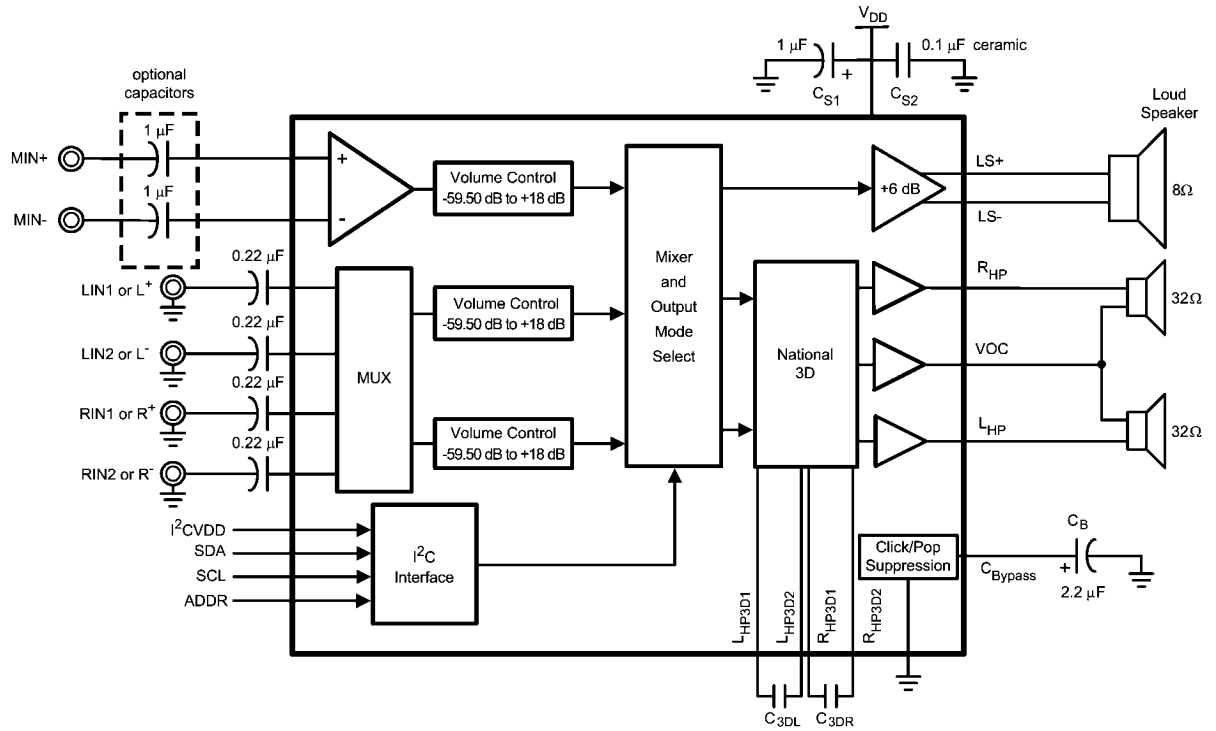 V_DD
1 μF
0.1 μF ceramic
C_S1
C_S2
optional
capacitors
1 μF
1 μF
MIN+
MIN-
+
+
-
Volume Control
-59.50 dB to +18 dB
Mixer
and
Output
Mode
Select
+6 dB
LS+
LS-
Loud
Speaker
8Ω
LIN1 or L⁺
0.22 μF
LIN2 or L⁻
0.22 μF
RIN1 or R⁺
0.22 μF
RIN2 or R⁻
0.22 μF
MUX
Volume Control
-59.50 dB to +18 dB
Volume Control
-59.50 dB to +18 dB
National
3D
R_HP
VOC
L_HP
32Ω
32Ω
I²CVDD
SDA
SCL
ADDR
I²C
Interface
Click/Pop
Suppression
C_Bypass
C_B
+
2.2 μF
L_HP3D1
L_HP3D2
R_HP3D1
R_HP3D2
C_3DL
C_3DR